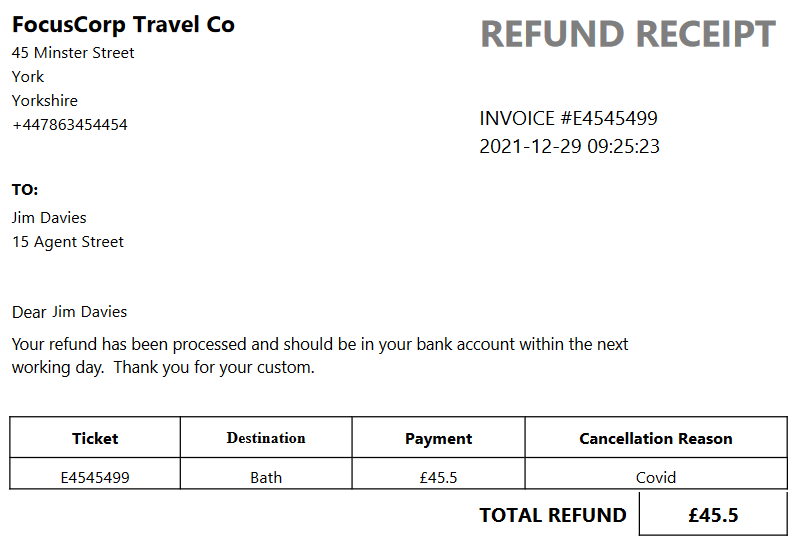 FocusCorp Travel Co
REFUND RECEIPT
45 Minster Street
York
Yorkshire
+447863454454
INVOICE #E4545499
2021-12-29 09:25:23
TO:
Jim Davies
15 Agent Street
Dear Jim Davies
Your refund has been processed and should be in your bank account within the next
working day.  Thank you for your custom.
Ticket Destination Payment Cancellation Reason
E4545499 Bath £45.5 Covid
TOTAL REFUND £45.5